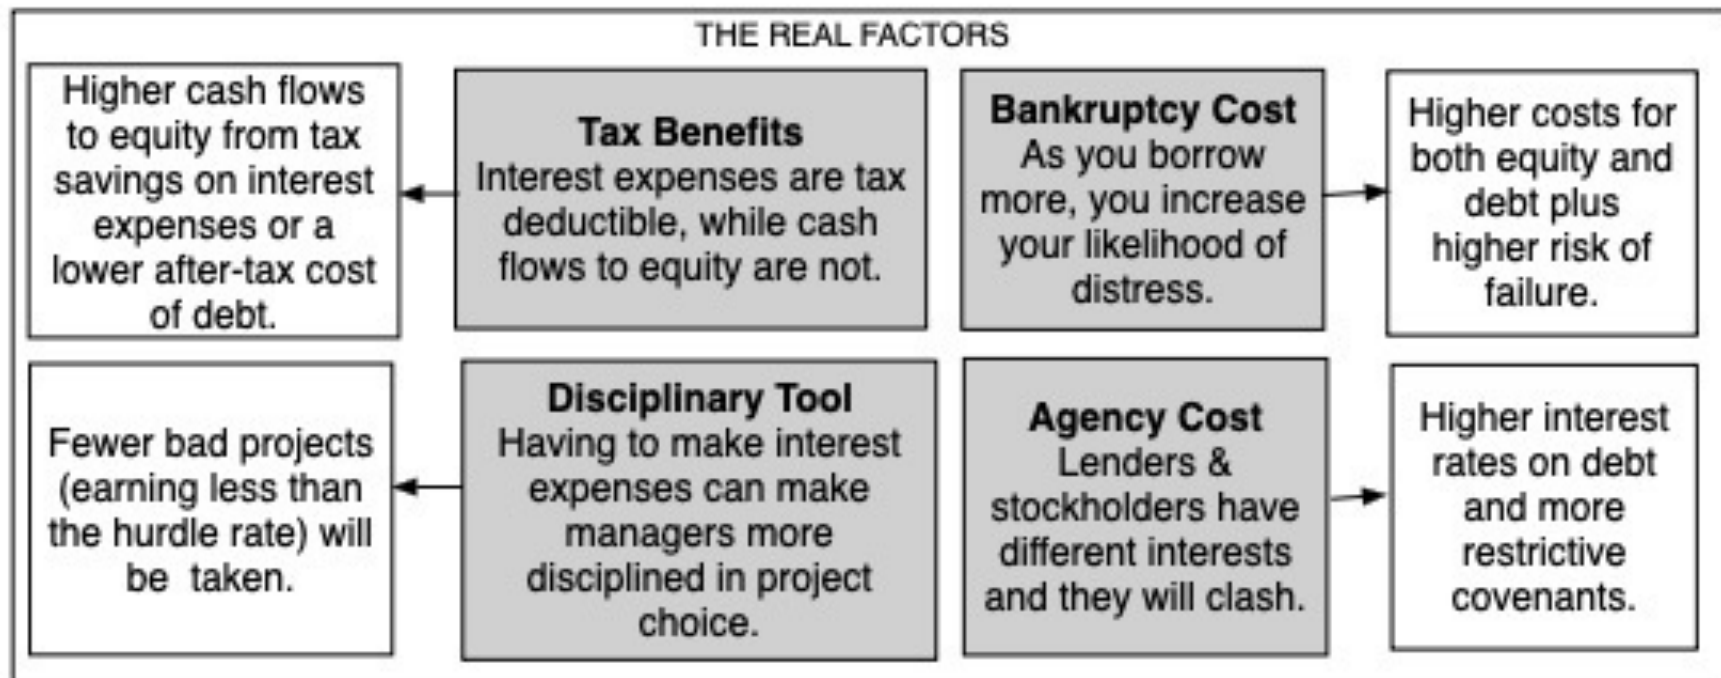 THE REAL FACTORS
Higher cash flows
to equity from tax
savings on interest
expenses or a
lower after-tax cost
of debt.
Tax Benefits
Interest expenses are tax
deductible, while cash
flows to equity are not.
Bankruptcy Cost
As you borrow
more, you increase
your likelihood of
distress.
Higher costs for
both equity and
debt plus
higher risk of
failure.
Fewer bad projects
(earning less than
the hurdle rate) will
be taken.
Disciplinary Tool
Having to make interest
expenses can make
managers more
disciplined in project
choice.
Agency Cost
Lenders &
stockholders have
different interests
and they will clash.
Higher interest
rates on debt
and more
restrictive
covenants.